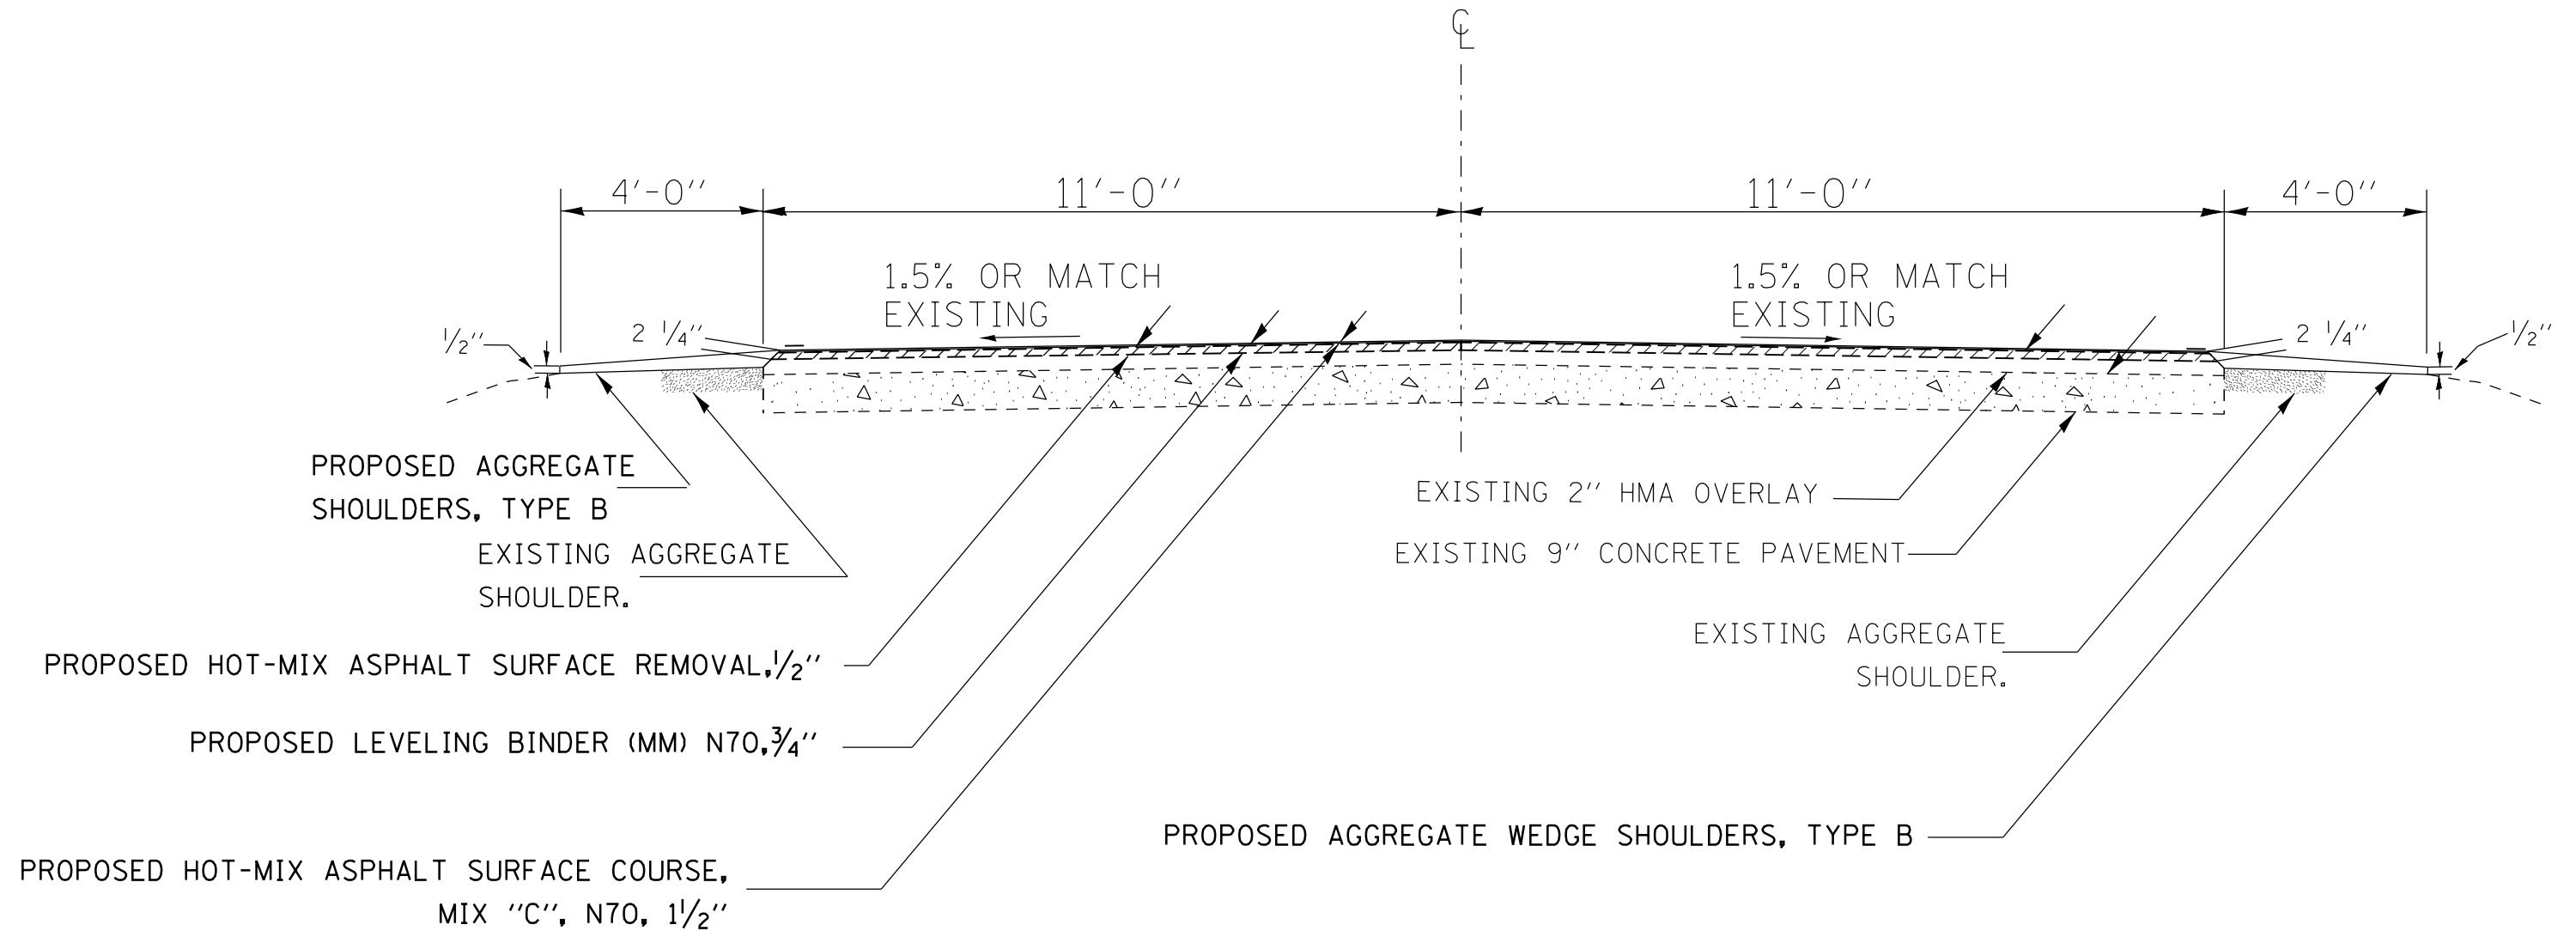 ℄
4'-0"
11'-0"
11'-0"
4'-0"
1.5% OR MATCH
EXISTING
1.5% OR MATCH
EXISTING
1/2"
2 1/4"
2 1/4"
1/2"
PROPOSED AGGREGATE
SHOULDERS, TYPE B
EXISTING AGGREGATE
SHOULDER.
EXISTING 2" HMA OVERLAY
EXISTING 9" CONCRETE PAVEMENT
EXISTING AGGREGATE
SHOULDER.
PROPOSED HOT-MIX ASPHALT SURFACE REMOVAL,1/2"
PROPOSED LEVELING BINDER (MM) N70,3/4"
PROPOSED AGGREGATE WEDGE SHOULDERS, TYPE B
PROPOSED HOT-MIX ASPHALT SURFACE COURSE,
MIX "C", N70, 1 1/2"